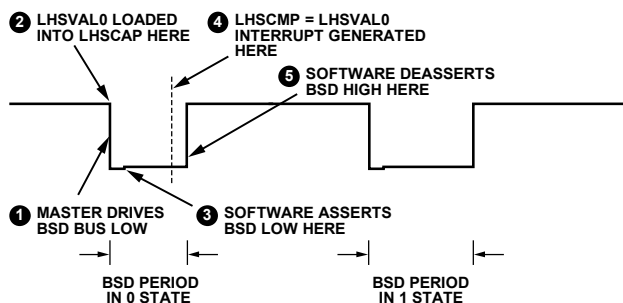 2 LHSVAL0 LOADED
INTO LHSCAP HERE
4 LHSCMP = LHSVAL0
INTERRUPT GENERATED
HERE
5 SOFTWARE DEASSERTS
BSD HIGH HERE
1 MASTER DRIVES
BSD BUS LOW
3 SOFTWARE ASSERTS
BSD LOW HERE
BSD PERIOD
IN 0 STATE
BSD PERIOD
IN 1 STATE